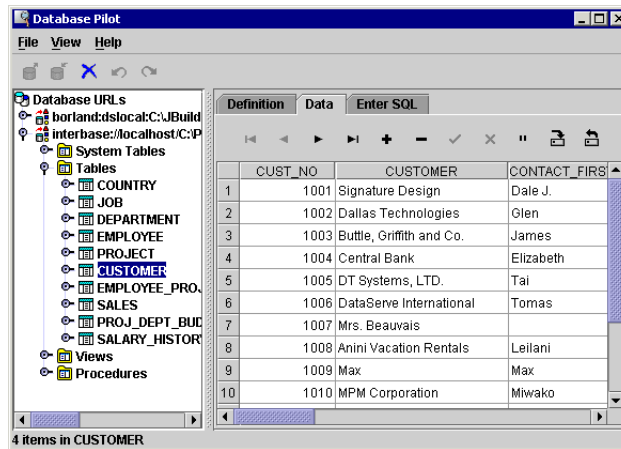 Database Pilot
File View Help
Database URLs
borland:dslocal:C:\JBuild
interbase://localhost/C:\P
System Tables
Tables
COUNTRY
JOB
DEPARTMENT
EMPLOYEE
PROJECT
CUSTOMER
EMPLOYEE_PROJ
SALES
PROJ_DEPT_BUD
SALARY_HISTORY
Views
Procedures
Definition Data Enter SQL
CUST_NO CUSTOMER CONTACT_FIRS
1 1001 Signature Design Dale J.
2 1002 Dallas Technologies Glen
3 1003 Buttle, Griffith and Co. James
4 1004 Central Bank Elizabeth
5 1005 DT Systems, LTD. Tai
6 1006 DataServe International Tomas
7 1007 Mrs. Beauvais
8 1008 Anini Vacation Rentals Leilani
9 1009 Max Max
10 1010 MPM Corporation Miwako
4 items in CUSTOMER